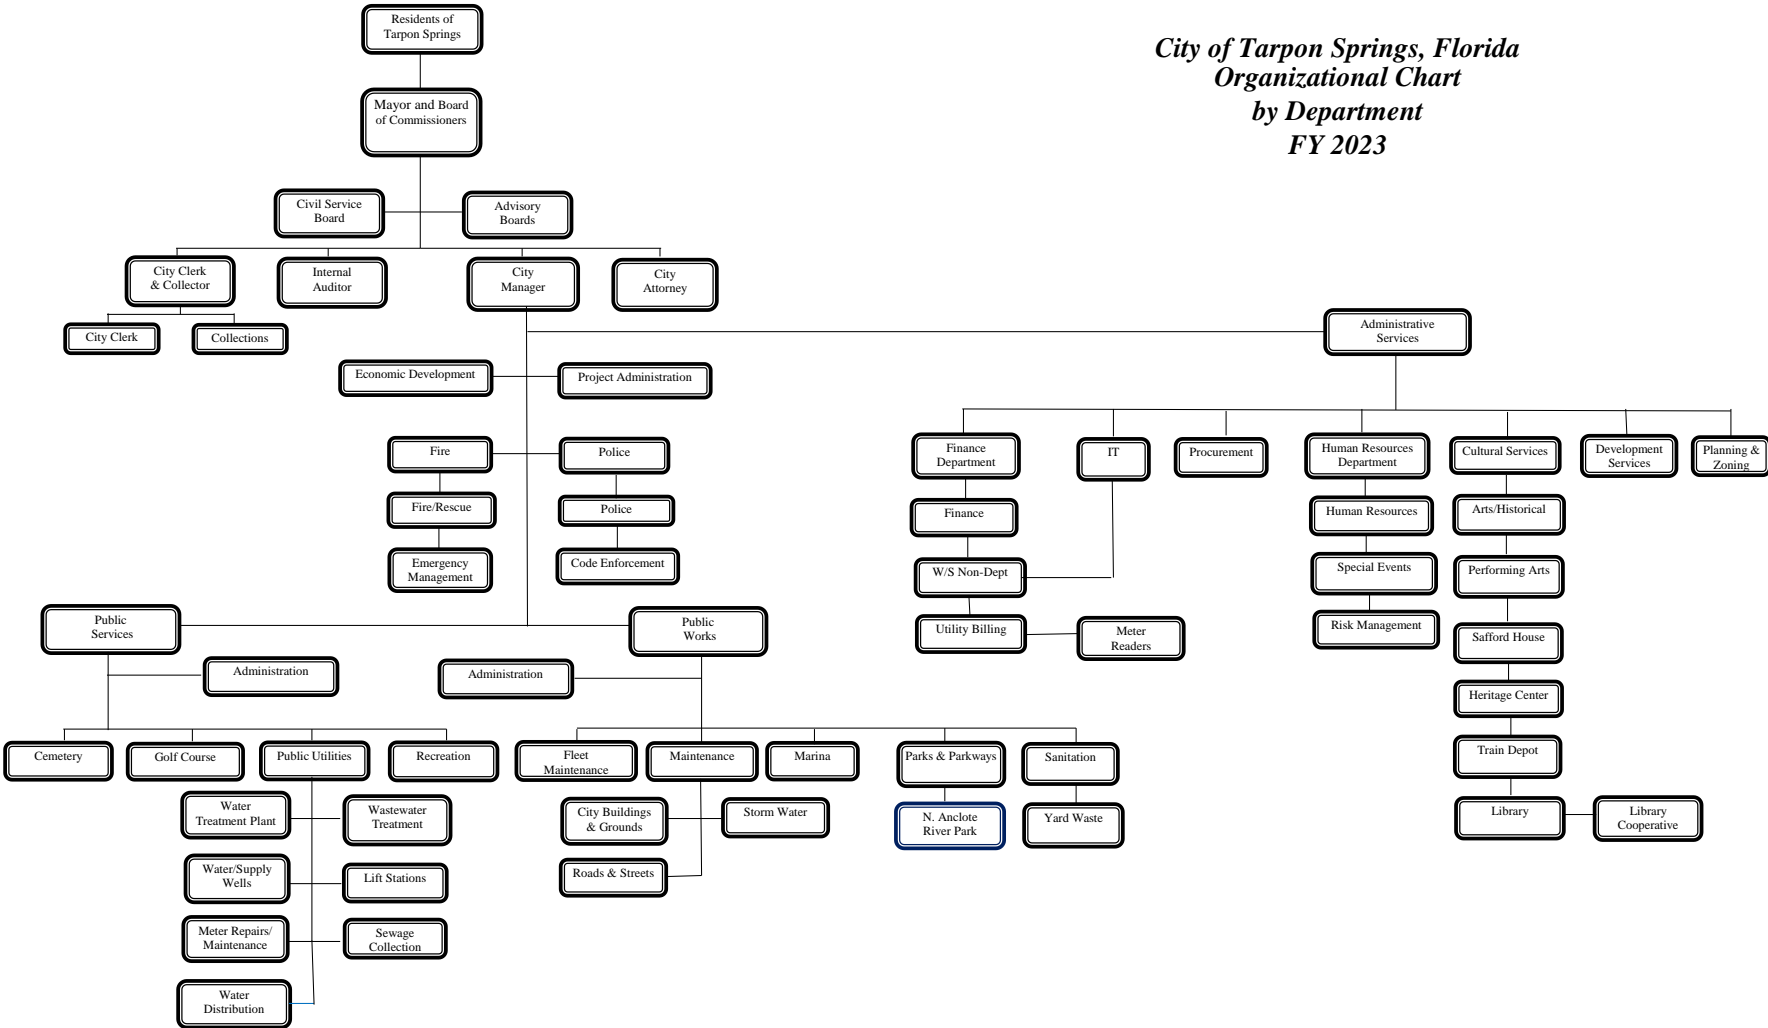 Residents of
Tarpon Springs
City of Tarpon Springs, Florida
Organizational Chart
by Department
FY 2023
Mayor and Board
of Commissioners
Civil Service
Board
Advisory
Boards
City Clerk
& Collector
Internal
Auditor
City
Manager
City
Attorney
City Clerk
Collections
Administrative
Services
Economic Development
Project Administration
Fire
Police
Fire/Rescue
Police
Emergency
Management
Code Enforcement
Finance
Department
IT
Procurement
Human Resources
Department
Cultural Services
Development
Services
Planning &
Zoning
Finance
Human Resources
Arts/Historical
W/S Non-Dept
Special Events
Performing Arts
Utility Billing
Meter
Readers
Risk Management
Safford House
Heritage Center
Train Depot
Library
Library
Cooperative
Public
Services
Public
Works
Administration
Administration
Cemetery
Golf Course
Public Utilities
Recreation
Fleet
Maintenance
Maintenance
Marina
Parks & Parkways
Sanitation
Water
Treatment Plant
Wastewater
Treatment
City Buildings
& Grounds
Storm Water
N. Anclote
River Park
Yard Waste
Water/Supply
Wells
Lift Stations
Roads & Streets
Meter Repairs/
Maintenance
Sewage
Collection
Water
Distribution